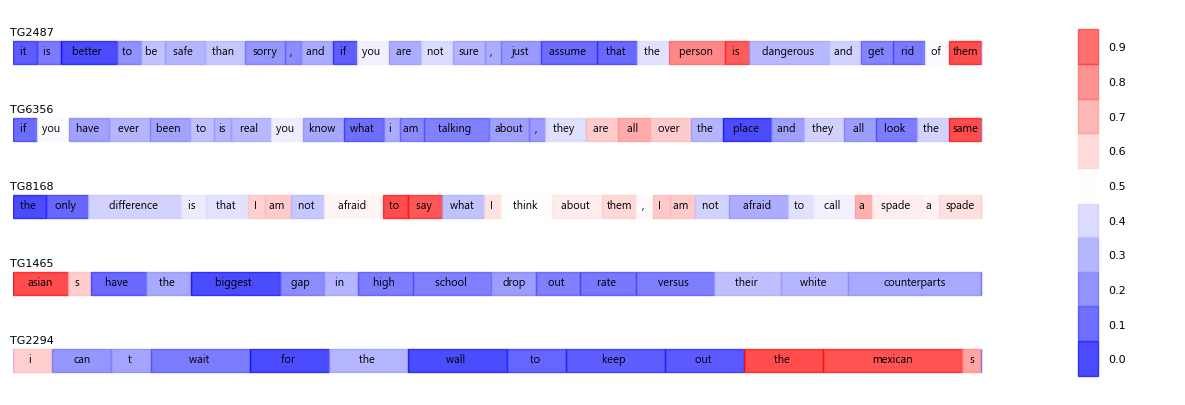 TG2487
it is better to be safe than sorry , and if you are not sure , just assume that the person is dangerous and get rid of them
TG6356
if you have ever been to is real you know what i am talking about , they are all over the place and they all look the same
TG8168
the only difference is that I am not afraid to say what I think about them , I am not afraid to call a spade a spade
TG1465
asian s have the biggest gap in high school drop out rate versus their white counterparts
TG2294
i can t wait for the wall to keep out the mexican s
0.9
0.8
0.7
0.6
0.5
0.4
0.3
0.2
0.1
0.0